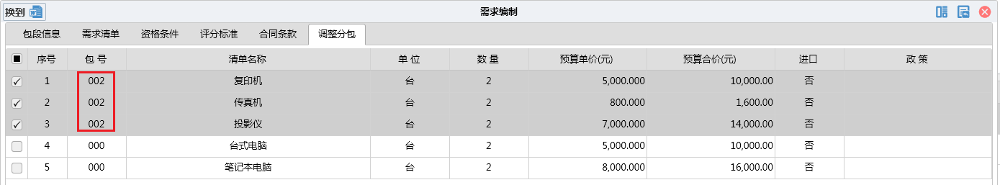 换到 需求编制
包段信息 需求清单 资格条件 评分标准 合同条款 调整分包
序号 包 号 清单名称 单 位 数 量 预算单价(元) 预算合价(元) 进口 政 策
1 002 复印机 台 2 5,000.000 10,000.00 否
2 002 传真机 台 2 800.000 1,600.00 否
3 002 投影仪 台 2 7,000.000 14,000.00 否
4 000 台式电脑 台 2 5,000.000 10,000.00 否
5 000 笔记本电脑 台 2 8,000.000 16,000.00 否